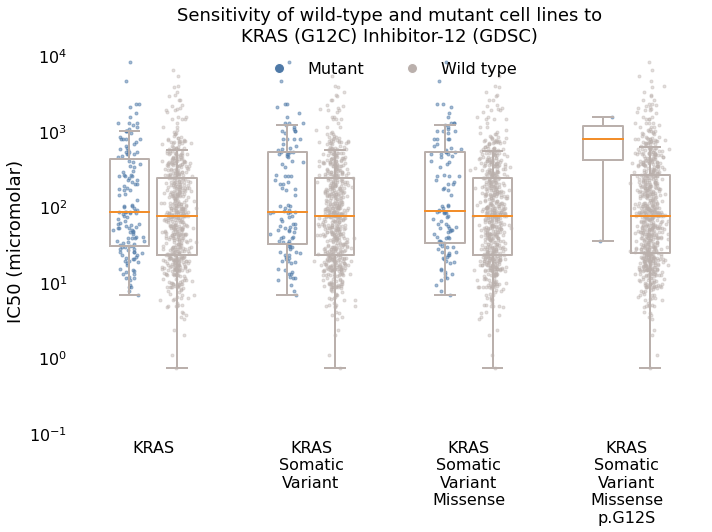 Sensitivity of wild-type and mutant cell lines to
KRAS (G12C) Inhibitor-12 (GDSC)
Mutant
Wild type
IC50 (micromolar)
10⁴
10³
10²
10¹
10⁰
10⁻¹
KRAS
KRAS
Somatic
Variant
KRAS
Somatic
Variant
Missense
KRAS
Somatic
Variant
Missense
p.G12S